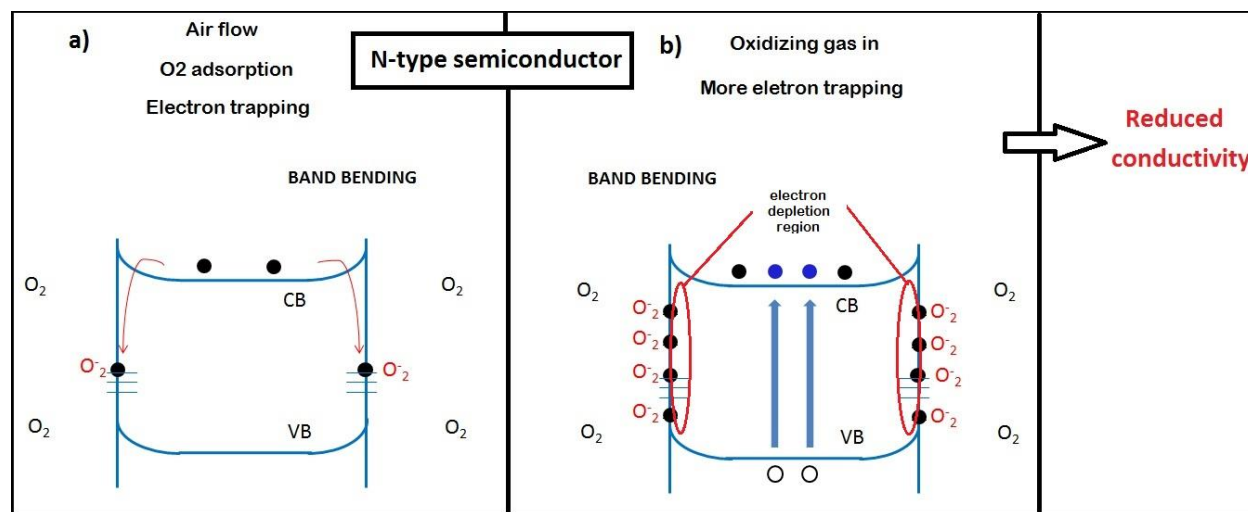 a)
Air flow
O2 adsorption
Electron trapping
N-type semiconductor
b)
Oxidizing gas in
More eletron trapping
Reduced
conductivity
BAND BENDING
O₂
O₂
CB
O⁻₂
O⁻₂
O₂
O₂
VB
BAND BENDING
electron
depletion
region
O₂
O₂
CB
O⁻₂
O⁻₂
O⁻₂
O⁻₂
O⁻₂
O⁻₂
O⁻₂
O⁻₂
O₂
O₂
VB